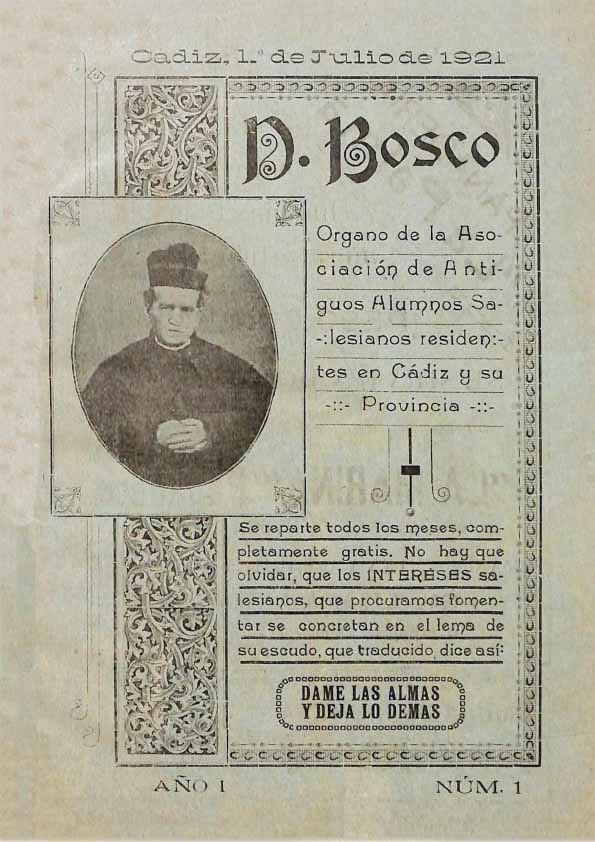 Cádiz, 1.º de Julio de 1921
D. Bosco
Organo de la Aso-
ciación de Anti-
guos Alumnos Sa-
-:lesianos residen:-
tes en Cádiz y su
-::- Provincia -::-
Se reparte todos los meses, com-
pletamente gratis. No hay que
olvidar, que los INTERESES sa-
lesianos, que procuramos fomen-
tar se concretan en el lema de
su escudo, que traducido, dice así:
DAME LAS ALMAS
Y DEJA LO DEMAS
AÑO I
NÚM. 1